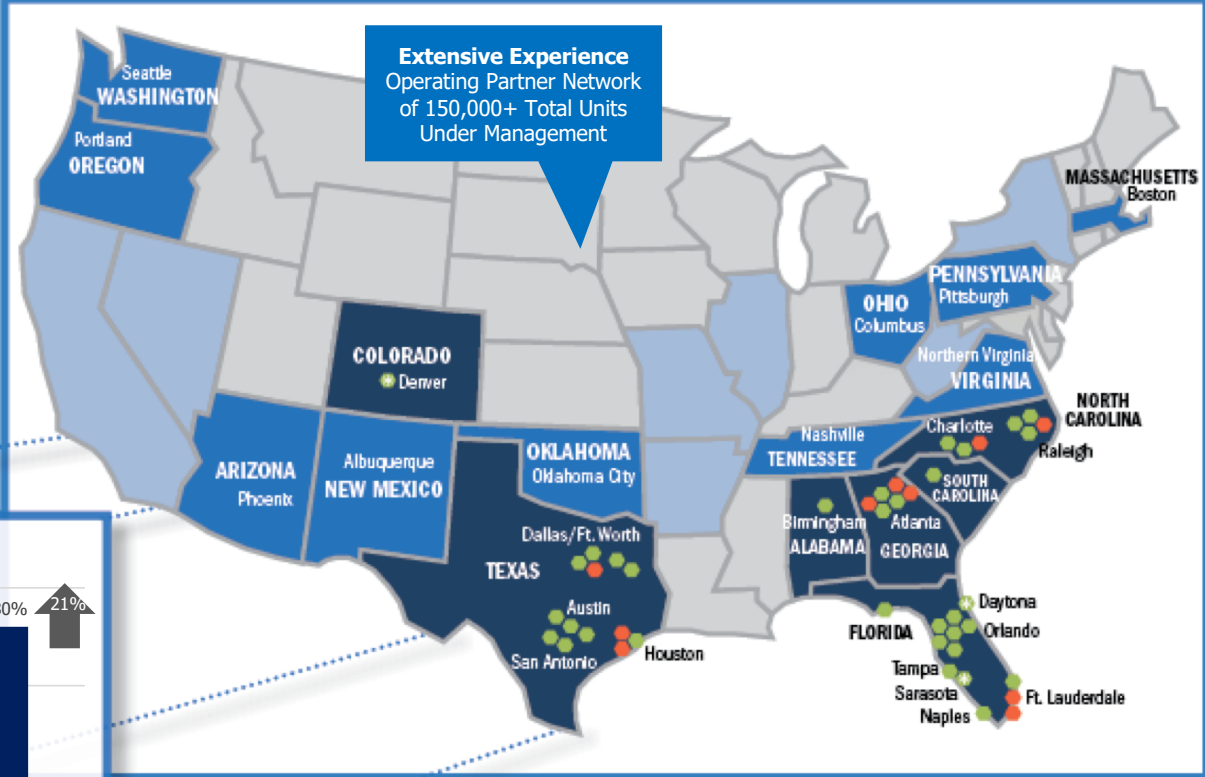 Extensive Experience
Operating Partner Network
of 150,000+ Total Units
Under Management
Seattle
WASHINGTON
Portland
OREGON
MASSACHUSETTS
Boston
PENNSYLVANIA
Pittsburgh
OHIO
Columbus
Northern Virginia
VIRGINIA
COLORADO
Denver
NORTH
CAROLINA
Charlotte
Raleigh
Nashville
TENNESSEE
OKLAHOMA
Oklahoma City
Albuquerque
NEW MEXICO
ARIZONA
Phoenix
SOUTH
CAROLINA
Birmingham
ALABAMA
Atlanta
GEORGIA
Dallas/Ft. Worth
TEXAS
Austin
San Antonio
Houston
Daytona
FLORIDA
Orlando
Tampa
Sarasota
Naples
Ft. Lauderdale
21%